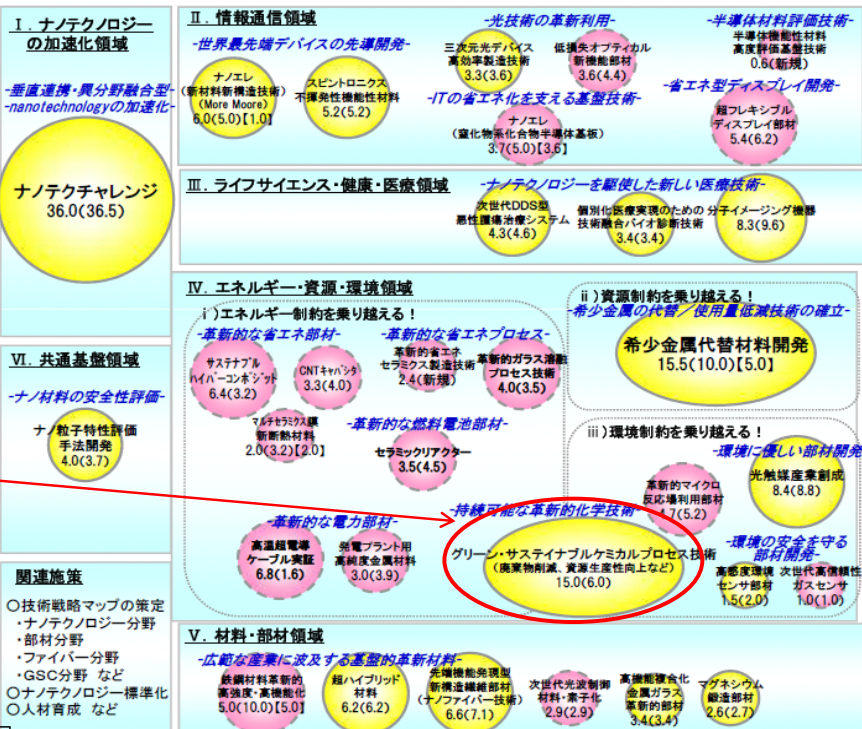 Ⅰ. ナノテクノロジー
の加速化領域
-垂直連携・異分野融合型-
-nanotechnologyの加速化-
ナノテクチャレンジ
36.0(36.5)
Ⅱ. 情報通信領域
-世界最先端デバイスの先導開発-
ナノエレ
(新材料新構造技術)
(More Moore)
6.0(5.0)【1.0】
スピントロニクス
不揮発性機能性材料
5.2(5.2)
-光技術の革新利用-
三次元光デバイス
高効率製造技術
3.3(3.6)
低損失オプティカル
新機能部材
3.6(4.4)
-ITの省エネ化を支える基盤技術-
ナノエレ
(窒化物系化合物半導体基板)
3.7(5.0)【3.6】
-半導体材料評価技術-
半導体機能性材料
高度評価基盤技術
0.6(新規)
-省エネ型ディスプレイ開発-
超フレキシブル
ディスプレイ部材
5.4(6.2)
Ⅲ. ライフサイエンス・健康・医療領域
-ナノテクノロジーを駆使した新しい医療技術-
次世代DDS型
悪性腫瘍治療システム
4.3(4.6)
個別化医療実現のための
技術融合バイオ診断技術
3.4(3.4)
分子イメージング機器
8.3(9.6)
Ⅳ. エネルギー・資源・環境領域
ⅰ)エネルギー制約を乗り越える!
-革新的な省エネ部材-
サステナブル
ハイパーコンポジット
6.4(3.2)
CNTキャパシタ
3.3(4.0)
マルチセラミクス膜
新断熱材料
2.0(3.2)【2.0】
-革新的な省エネプロセス-
革新的省エネ
セラミクス製造技術
2.4(新規)
革新的ガラス溶融
プロセス技術
4.0(3.5)
-革新的な燃料電池部材-
セラミックリアクター
3.5(4.5)
-革新的な電力部材-
高温超電導
ケーブル実証
6.8(1.6)
発電プラント用
高純度金属材料
3.0(3.9)
ⅱ)資源制約を乗り越える!
-希少金属の代替/使用量低減技術の確立-
希少金属代替材料開発
15.5(10.0)【5.0】
ⅲ)環境制約を乗り越える!
-環境に優しい部材開発
光触媒産業創成
8.4(8.8)
革新的マイクロ
反応場利用部材
4.7(5.2)
-持続可能な革新的化学技術-
グリーン・サステイナブルケミカルプロセス技術
(廃棄物削減、資源生産性向上など)
15.0(6.0)
-環境の安全を守る
部材開発-
高感度環境
センサ部材
1.5(2.0)
次世代高信頼性
ガスセンサ
1.0(1.0)
Ⅵ. 共通基盤領域
-ナノ材料の安全性評価-
ナノ粒子特性評価
手法開発
4.0(3.7)
関連施策
○技術戦略マップの策定
・ナノテクノロジー分野
・部材分野
・ファイバー分野
・GSC分野 など
○ナノテクノロジー標準化
○人材育成 など
Ⅴ. 材料・部材領域
-広範な産業に波及する基盤的革新材料-
鉄鋼材料革新的
高強度・高機能化
5.0(10.0)【5.0】
超ハイブリッド
材料
6.2(6.2)
先端機能発現型
新構造繊維部材
(ナノファイバー技術)
6.6(7.1)
次世代光波制御
材料・素子化
2.9(2.9)
高機能複合化
金属ガラス
革新的部材
3.4(3.4)
マグネシウム
鍛造部材
2.6(2.7)